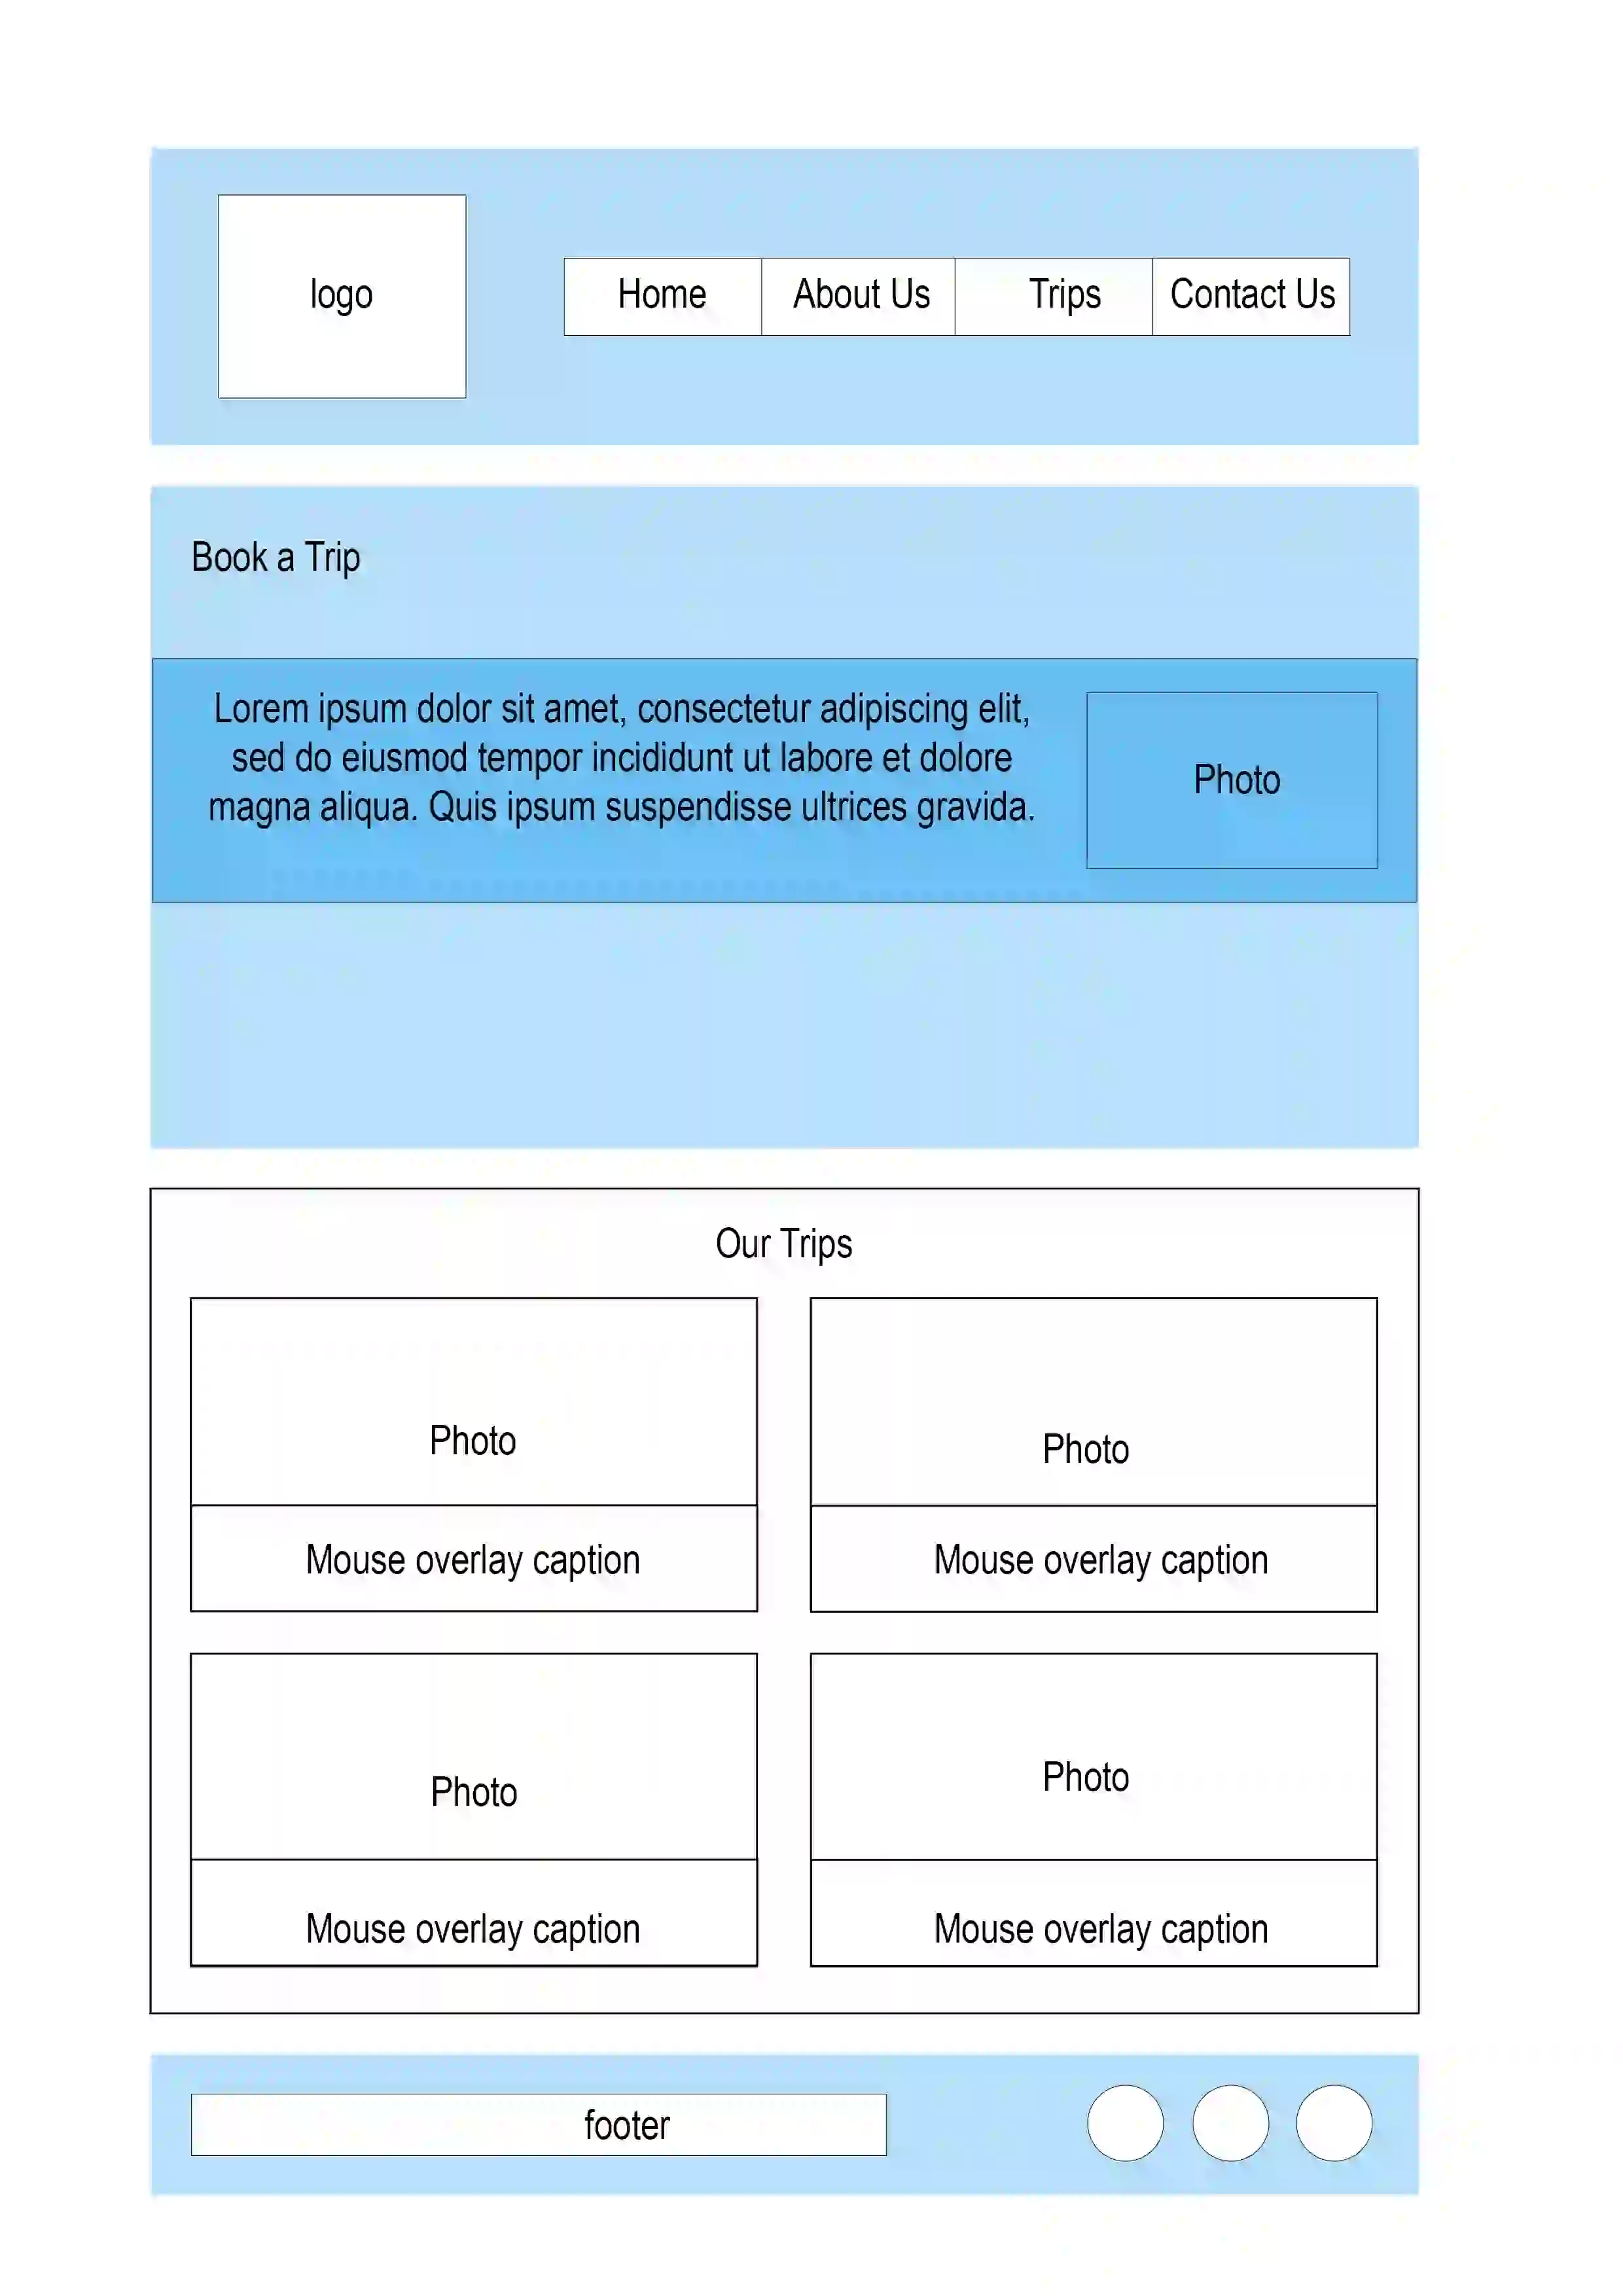 logo
Home
About Us
Trips
Contact Us
Book a Trip
Lorem ipsum dolor sit amet, consectetur adipiscing elit,
sed do eiusmod tempor incididunt ut labore et dolore
magna aliqua. Quis ipsum suspendisse ultrices gravida.
Photo
Our Trips
Photo
Photo
Mouse overlay caption
Mouse overlay caption
Photo
Photo
Mouse overlay caption
Mouse overlay caption
footer